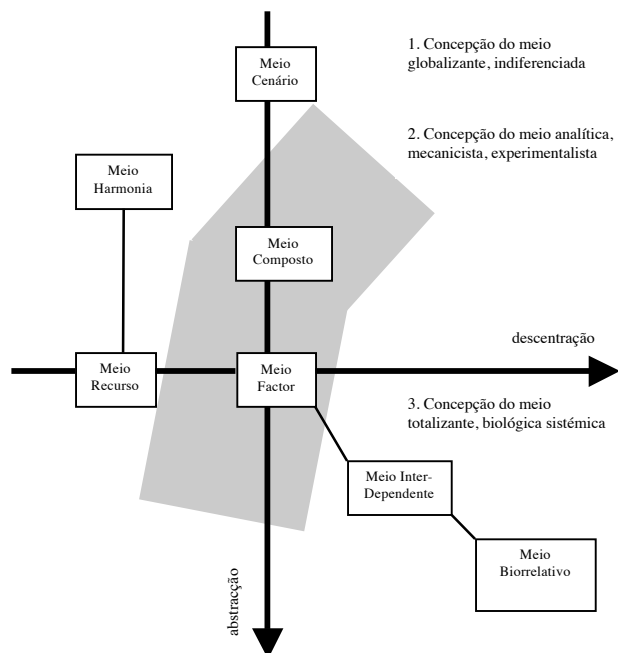 Meio
Cenário
1. Concepção do meio
globalizante, indiferenciada
2. Concepção do meio analítica,
mecanicista, experimentalista
Meio
Harmonia
Meio
Composto
descentração
Meio
Recurso
Meio
Factor
3. Concepção do meio
totalizante, biológica sistémica
Meio Inter-
Dependente
Meio
Biorrelativo
abstracção